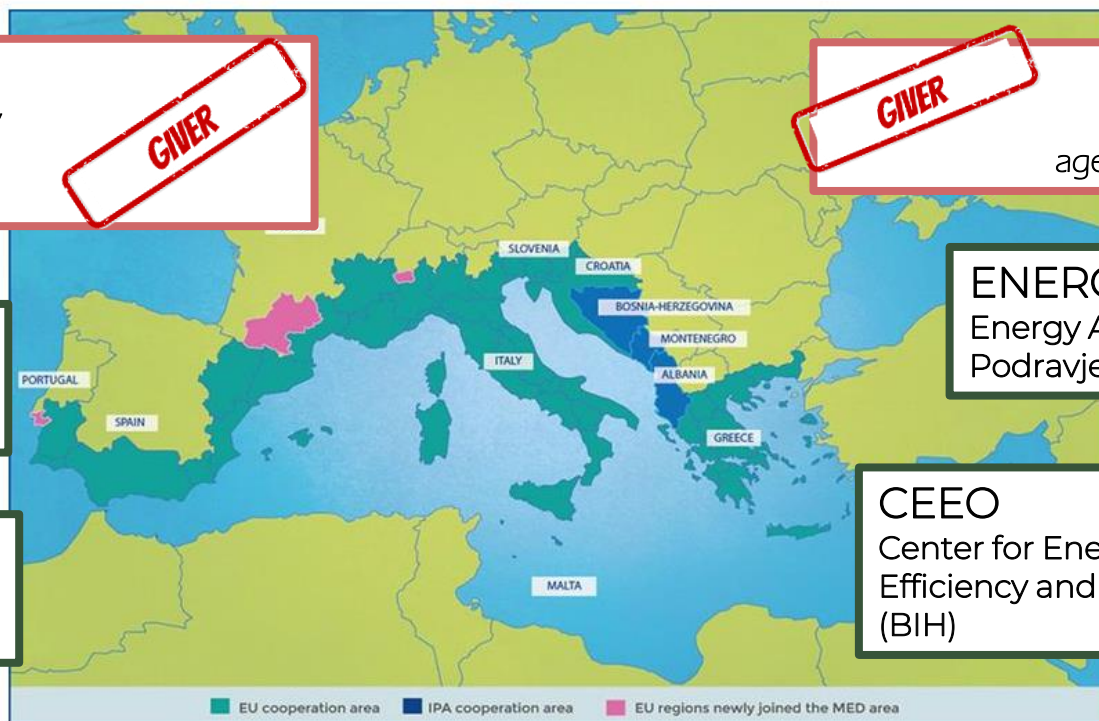 GIVER
GIVER
age
SLOVENIA
CROATIA
ENERG
Energy A
Podravje
BOSNIA-HERZEGOVINA
MONTENEGRO
ITALY
ALBANIA
PORTUGAL
SPAIN
GREECE
CEEO
Center for Ene
Efficiency and
(BIH)
MALTA
EU cooperation area
IPA cooperation area
EU regions newly joined the MED area